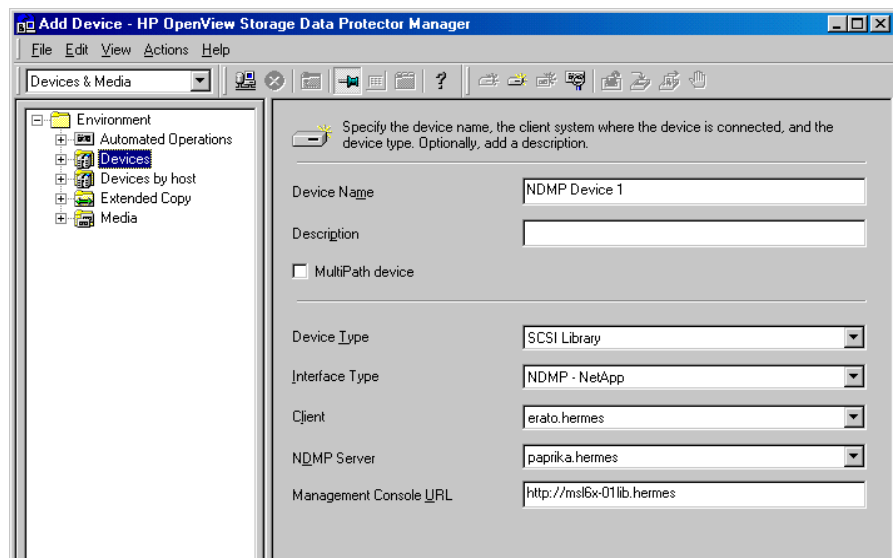 Add Device - HP OpenView Storage Data Protector Manager
File Edit View Actions Help
Devices & Media
?
Environment
Automated Operations
Devices
Devices by host
Extended Copy
Media
Specify the device name, the client system where the device is connected, and the
device type. Optionally, add a description.
Device Name
NDMP Device 1
Description
MultiPath device
Device Type
SCSI Library
Interface Type
NDMP - NetApp
Client
erato.hermes
NDMP Server
paprika.hermes
Management Console URL
http://msl6x-01lib.hermes